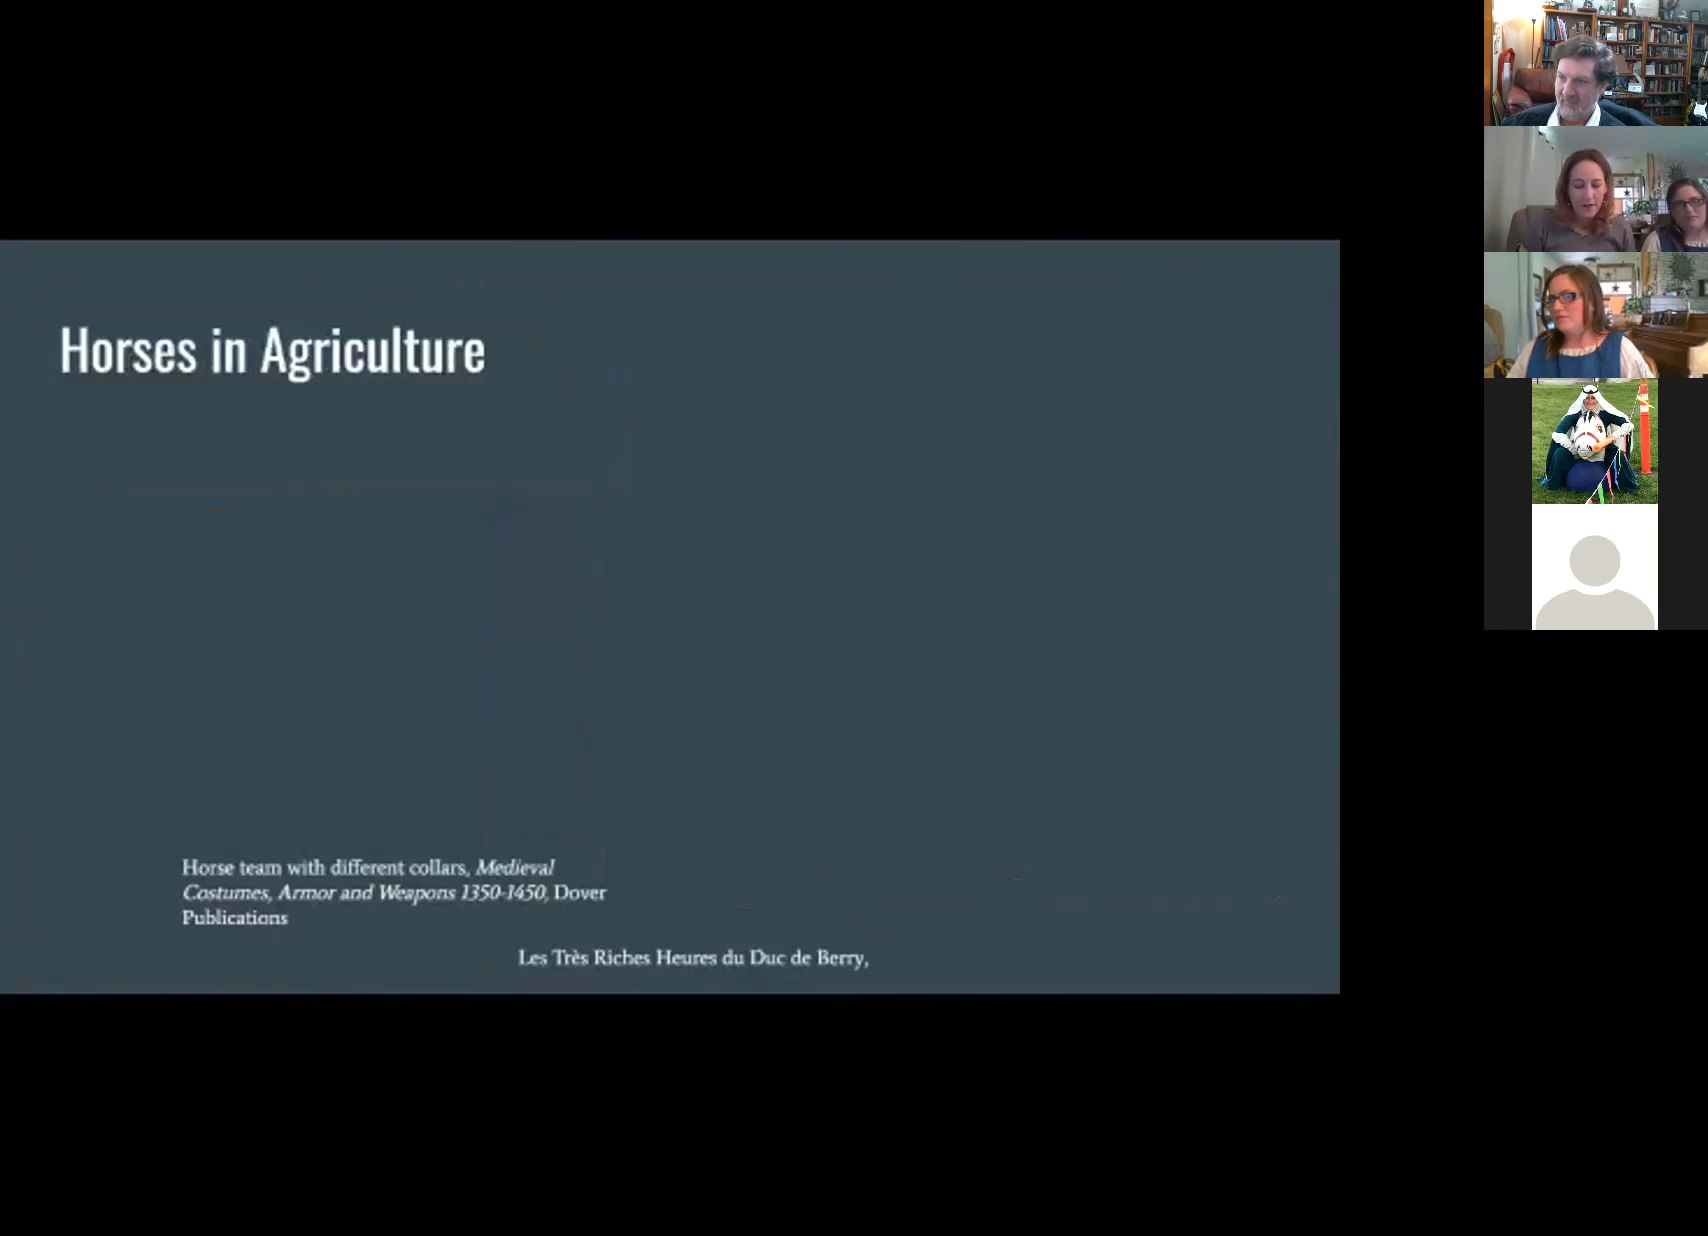 Horses in Agriculture
Horse team with different collars, Medieval
Costumes, Armor and Weapons 1350-1450, Dover
Publications
Les Très Riches Heures du Duc de Berry,